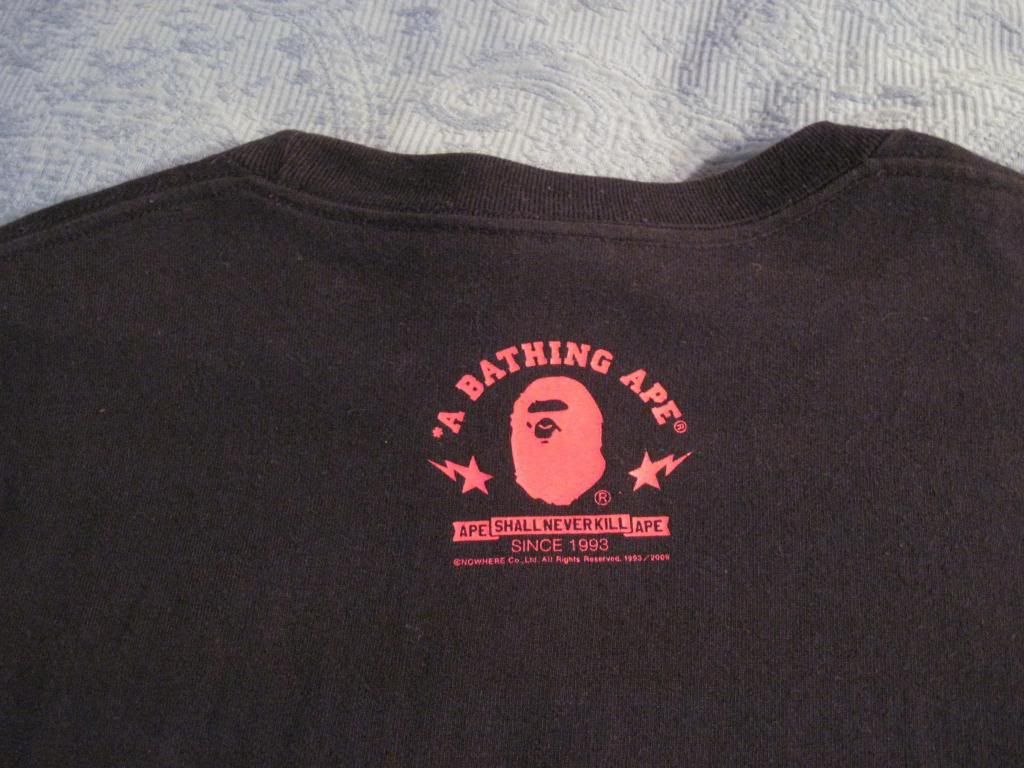 *A BATHING APE®
®
APE SHALL NEVER KILL APE
SINCE 1993
©NOWHERE Co.,Ltd. All Rights Reserved. 1993/2009